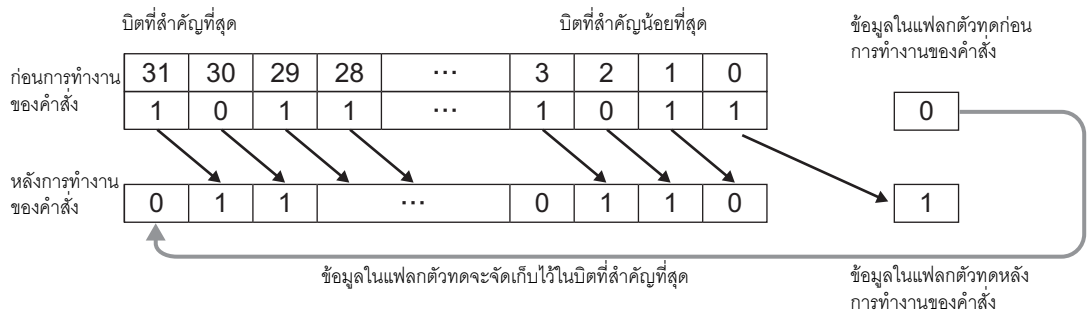 บิตที่สำคัญที่สุด บิตที่สำคัญน้อยที่สุด ข้อมูลในแฟลกตัวทดก่อน
การทำงานของคำสั่ง
ก่อนการทำงาน
ของคำสั่ง
31 30 29 28 ... 3 2 1 0
1 0 1 1 ... 1 0 1 1 0
หลังการทำงาน
ของคำสั่ง
0 1 1 ... 0 1 1 0 1
ข้อมูลในแฟลกตัวทดจะจัดเก็บไว้ในบิตที่สำคัญที่สุด ข้อมูลในแฟลกตัวทดหลัง
การทำงานของคำสั่ง